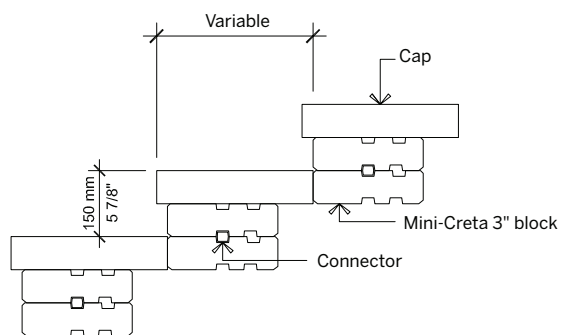 Variable
Cap
150 mm
5 7/8"
Mini-Creta 3" block
Connector